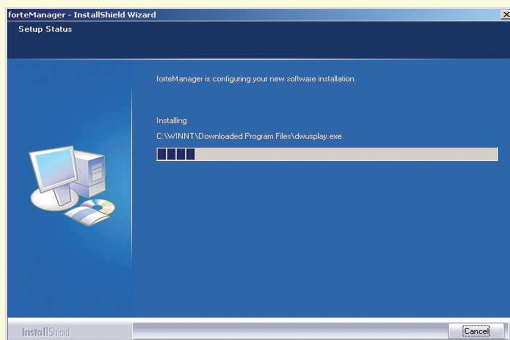 forteManager - InstallShield Wizard
Setup Status
forteManager is configuring your new software installation.
Installing
C:\WINNT\Downloaded Program Files\dwusplay.exe
InstallShield
Cancel